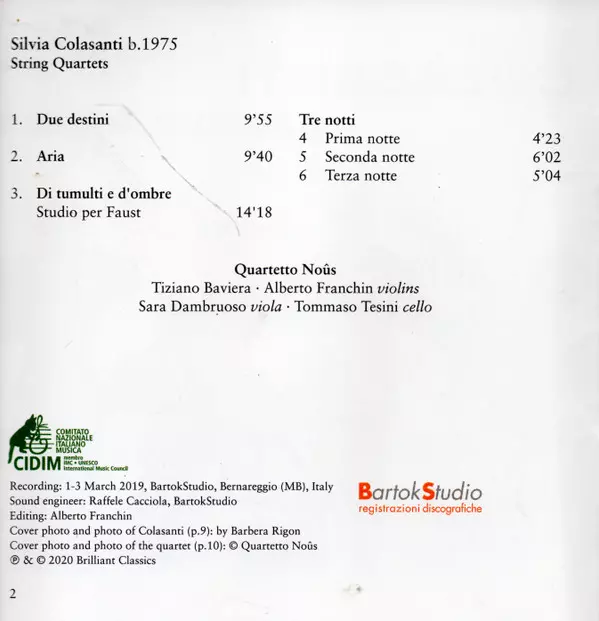 Silvia Colasanti b.1975
String Quartets
1. Due destini 9'55
2. Aria 9'40
3. Di tumulti e d'ombre
Studio per Faust 14'18
Tre notti
4 Prima notte 4'23
5 Seconda notte 6'02
6 Terza notte 5'04
Quartetto Noûs
Tiziano Baviera · Alberto Franchin violins
Sara Dambruoso viola · Tommaso Tesini cello
COMITATO
NAZIONALE
ITALIANO
MUSICA
CIDIM membro
IMC • UNESCO
International Music Council
Recording: 1-3 March 2019, BartokStudio, Bernareggio (MB), Italy
Sound engineer: Raffele Cacciola, BartokStudio
Editing: Alberto Franchin
Cover photo and photo of Colasanti (p.9): by Barbera Rigon
Cover photo and photo of the quartet (p.10): © Quartetto Noûs
℗ & © 2020 Brilliant Classics
BartokStudio
registrazioni discografiche
2